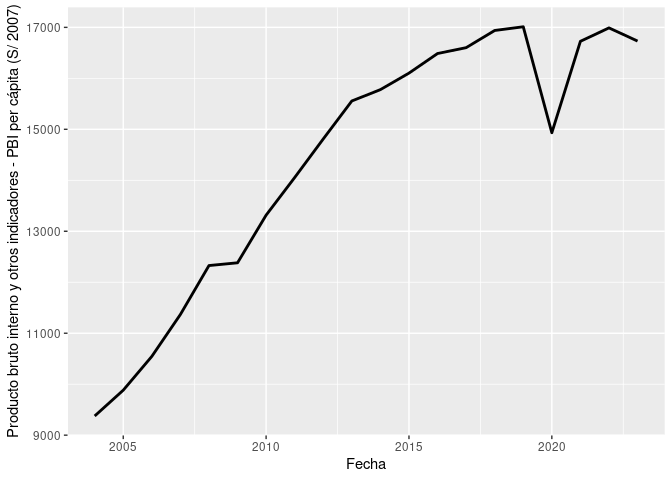 Producto bruto interno y otros indicadores - PBI per cápita (S/ 2007)
17000
15000
13000
11000
9000
2005 2010 2015 2020
Fecha